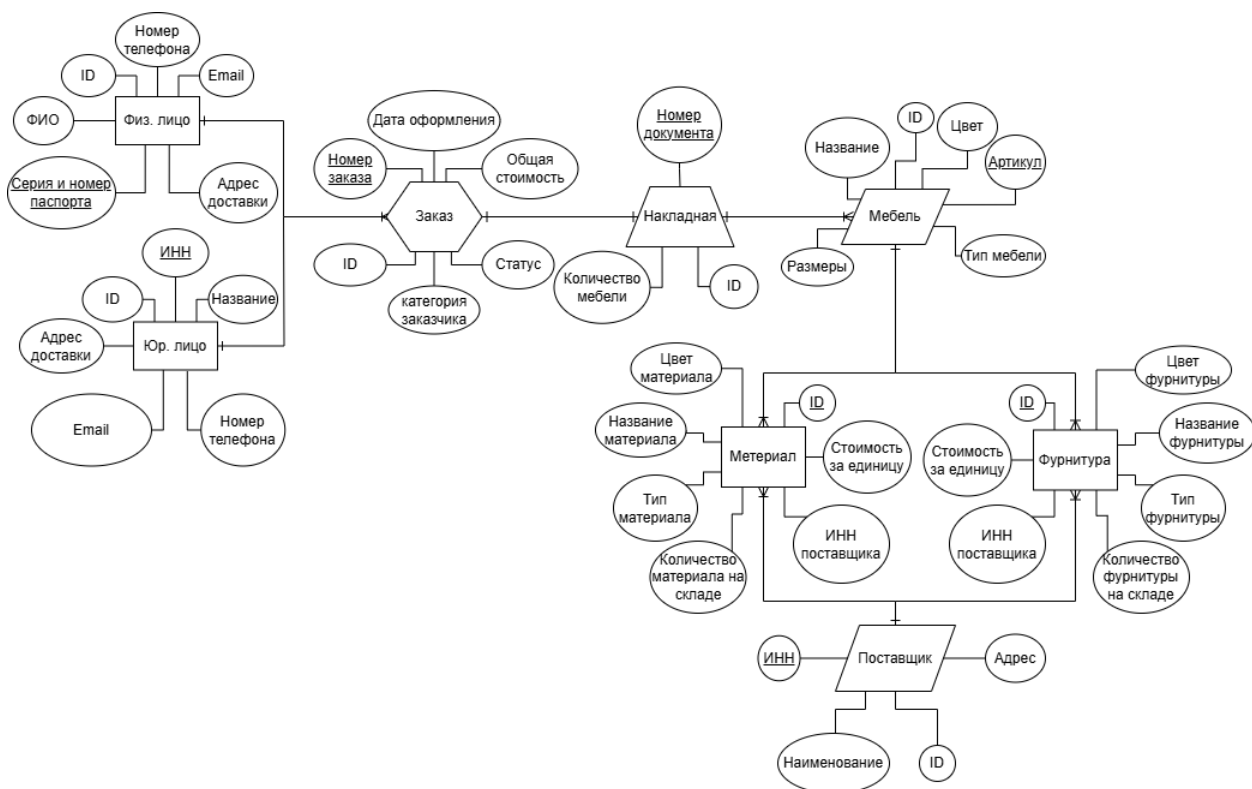 Номер
телефона
ID
Email
ФИО
Физ. лицо
Серия и номер
паспорта
Адрес
доставки
ИНН
ID
Название
Адрес
доставки
Юр. лицо
Email
Номер
телефона
Дата оформления
Номер
заказа
Общая
стоимость
Заказ
ID
Статус
категория
заказчика
Номер
документа
Накладная
Количество
мебели
ID
Название
ID
Цвет
Артикул
Мебель
Размеры
Тип мебели
Цвет
материала
ID
Название
материала
Метериал
Стоимость
за единицу
Тип
материала
ИНН
поставщика
Количество
материала на
складе
ID
Цвет
фурнитуры
Название
фурнитуры
Стоимость
за единицу
Фурнитура
Тип
фурнитуры
ИНН
поставщика
Количество
фурнитуры
на складе
ИНН
Поставщик
Адрес
Наименование
ID